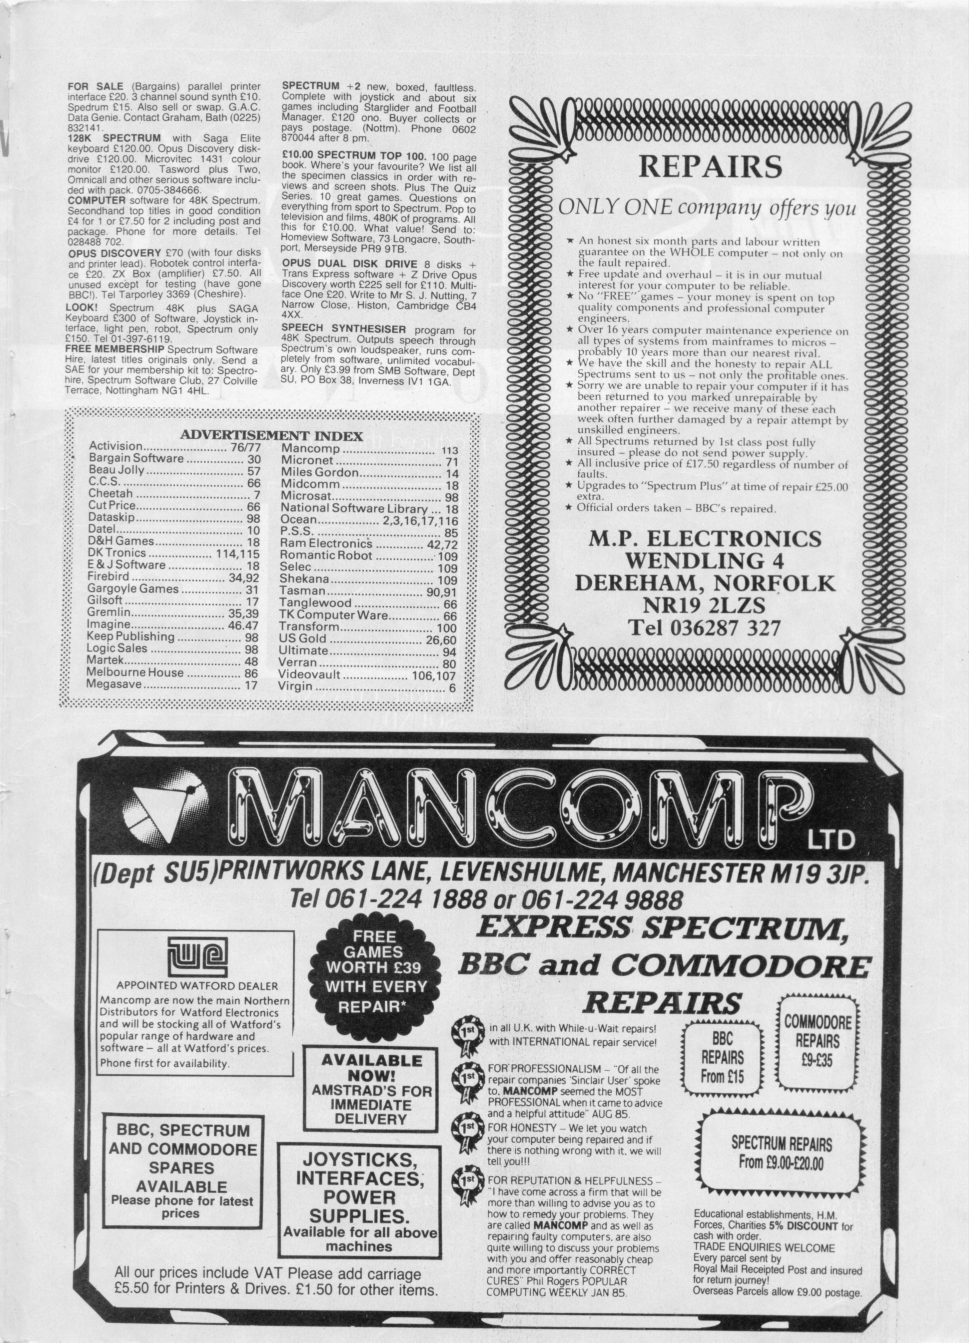 FOR SALE (Bargains) parallel printer
interface £20. 3 channel sound synth £10.
Spedrum £15. Also sell or swap. G.A.C.
Data Genie. Contact Graham, Bath (0225)
832141.
128K SPECTRUM with Saga Elite
keyboard £120.00. Opus Discovery disk-
drive £120.00. Microvitec 1431 colour
monitor £120.00. Tasword plus Two,
Omnicall and other serious software inclu-
ded with pack. 0705-384666.
COMPUTER software for 48K Spectrum.
Secondhand top titles in good condition
£4 for 1 or £7.50 for 2 including post and
package. Phone for more details. Tel
028488 702.
OPUS DISCOVERY £70 (with four disks
and printer lead). Robotek control interfa-
ce £20. ZX Box (amplifier) £7.50. All
unused except for testing (have gone
BBC!). Tel Tarporley 3369 (Cheshire).
LOOK! Spectrum 48K plus SAGA
Keyboard £300 of Software, Joystick in-
terface, light pen, robot, Spectrum only
£150. Tel 01-397-6119.
FREE MEMBERSHIP Spectrum Software
Hire, latest titles originals only. Send a
SAE for your membership kit to: Spectro-
hire, Spectrum Software Club, 27 Colville
Terrace, Nottingham NG1 4HL.
SPECTRUM +2 new, boxed, faultless.
Complete with joystick and about six
games including Starglider and Football
Manager. £120 ono. Buyer collects or
pays postage. (Nottm). Phone 0602
870044 after 8 pm.
£10.00 SPECTRUM TOP 100. 100 page
book. Where's your favourite? We list all
the specimen classics in order with re-
views and screen shots. Plus The Quiz
Series. 10 great games. Questions on
everything from sport to Spectrum. Pop to
television and films, 480K of programs. All
this for £10.00. What value! Send to:
Homeview Software, 73 Longacre, South-
port, Merseyside PR9 9TB.
OPUS DUAL DISK DRIVE 8 disks +
Trans Express software + Z Drive Opus
Discovery worth £225 sell for £110. Multi-
face One £20. Write to Mr S. J. Nutting, 7
Narrow Close, Histon, Cambridge CB4
4XX.
SPEECH SYNTHESISER program for
48K Spectrum. Outputs speech through
Spectrum's own loudspeaker, runs com-
pletely from software, unlimited vocabul-
ary. Only £3.99 from SMB Software, Dept
SU, PO Box 38, Inverness IV1 1GA.
ADVERTISEMENT INDEX
Activision........................ 76/77
Bargain Software ................ 30
Beau Jolly........................... 57
C.C.S. ................................. 66
Cheetah ............................... 7
Cut Price............................. 66
Dataskip.............................. 98
Datel................................... 10
D&H Games......................... 18
DK Tronics .................. 114,115
E & J Software ..................... 18
Firebird .......................... 34,92
Gargoyle Games ................. 31
Gilsoft ................................. 17
Gremlin........................... 35,39
Imagine........................... 46.47
Keep Publishing .................. 98
Logic Sales .......................... 98
Martek................................. 48
Melbourne House ............... 86
Megasave............................ 17
Mancomp .......................... 113
Micronet ............................. 71
Miles Gordon....................... 14
Midcomm ........................... 18
Microsat.............................. 98
National Software Library ... 18
Ocean................... 2,3,16,17,116
P.S.S. ................................. 85
Ram Electronics .............. 42,72
Romantic Robot ................. 109
Selec ................................. 109
Shekana............................. 109
Tasman........................... 90,91
Tanglewood ........................ 66
TK Computer Ware.............. 66
Transform.......................... 100
US Gold ......................... 26,60
Ultimate.............................. 94
Verran ................................ 80
Videovault ................... 106,107
Virgin ................................... 6
REPAIRS
ONLY ONE company offers you
★ An honest six month parts and labour written
guarantee on the WHOLE computer – not only on
the fault repaired.
★ Free update and overhaul – it is in our mutual
interest for your computer to be reliable.
★ No "FREE" games – your money is spent on top
quality components and professional computer
engineers.
★ Over 16 years computer maintenance experience on
all types of systems from mainframes to micros –
probably 10 years more than our nearest rival.
★ We have the skill and the honesty to repair ALL
Spectrums sent to us – not only the profitable ones.
★ Sorry we are unable to repair your computer if it has
been returned to you marked unrepairable by
another repairer – we receive many of these each
week often further damaged by a repair attempt by
unskilled engineers.
★ All Spectrums returned by 1st class post fully
insured – please do not send power supply.
★ All inclusive price of £17.50 regardless of number of
faults.
★ Upgrades to "Spectrum Plus" at time of repair £25.00
extra.
★ Official orders taken – BBC's repaired.
M.P. ELECTRONICS
WENDLING 4
DEREHAM, NORFOLK
NR19 2LZS
Tel 036287 327
MANCOMP LTD
(Dept SU5)PRINTWORKS LANE, LEVENSHULME, MANCHESTER M19 3JP.
Tel 061-224 1888 or 061-224 9888
EXPRESS SPECTRUM,
BBC and COMMODORE
REPAIRS
we
APPOINTED WATFORD DEALER
Mancomp are now the main Northern
Distributors for Watford Electronics
and will be stocking all of Watford's
popular range of hardware and
software – all at Watford's prices.
Phone first for availability.
FREE
GAMES
WORTH £39
WITH EVERY
REPAIR*
AVAILABLE
NOW!
AMSTRAD'S FOR
IMMEDIATE
DELIVERY
BBC, SPECTRUM
AND COMMODORE
SPARES
AVAILABLE
Please phone for latest
prices
JOYSTICKS,
INTERFACES,
POWER
SUPPLIES.
Available for all above
machines
All our prices include VAT Please add carriage
£5.50 for Printers & Drives. £1.50 for other items.
1st in all U.K. with While-u-Wait repairs!
with INTERNATIONAL repair service!
1st FOR PROFESSIONALISM – "Of all the
repair companies 'Sinclair User' spoke
to, MANCOMP seemed the MOST
PROFESSIONAL when it came to advice
and a helpful attitude" AUG 85.
1st FOR HONESTY – We let you watch
your computer being repaired and if
there is nothing wrong with it, we will
tell you!!!
1st FOR REPUTATION & HELPFULNESS –
"I have come across a firm that will be
more than willing to advise you as to
how to remedy your problems. They
are called MANCOMP and as well as
repairing faulty computers, are also
quite willing to discuss your problems
with you and offer reasonably cheap
and more importantly CORRECT
CURES" Phil Rogers POPULAR
COMPUTING WEEKLY JAN 85.
BBC
REPAIRS
From £15
COMMODORE
REPAIRS
£9-£35
SPECTRUM REPAIRS
From £9.00-£20.00
Educational establishments, H.M.
Forces, Charities 5% DISCOUNT for
cash with order.
TRADE ENQUIRIES WELCOME
Every parcel sent by
Royal Mail Receipted Post and insured
for return journey!
Overseas Parcels allow £9.00 postage.